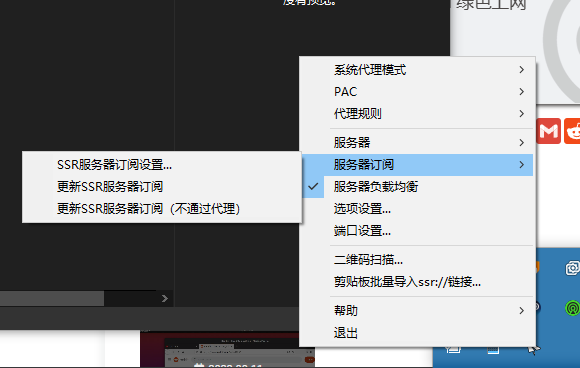 没有预览。
绿色上网
系统代理模式
PAC
代理规则
服务器
服务器订阅
服务器负载均衡
选项设置...
端口设置...
二维码扫描...
剪贴板批量导入ssr://链接...
帮助
退出
SSR服务器订阅设置...
更新SSR服务器订阅
更新SSR服务器订阅（不通过代理）